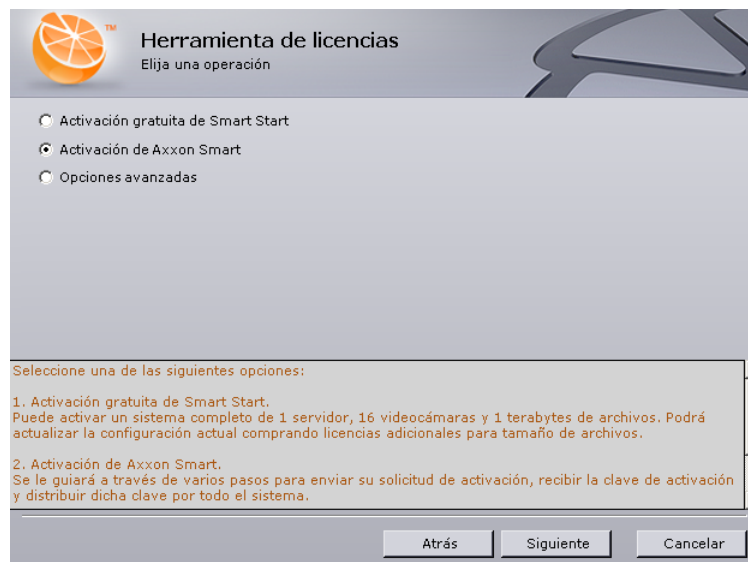 TM
Herramienta de licencias
Elija una operación
Activación gratuita de Smart Start
Activación de Axxon Smart
Opciones avanzadas
Seleccione una de las siguientes opciones:
1. Activación gratuita de Smart Start.
Puede activar un sistema completo de 1 servidor, 16 videocámaras y 1 terabytes de archivos. Podrá
actualizar la configuración actual comprando licencias adicionales para tamaño de archivos.
2. Activación de Axxon Smart.
Se le guiará a través de varios pasos para enviar su solicitud de activación, recibir la clave de activación
y distribuir dicha clave por todo el sistema.
Atrás Siguiente Cancelar